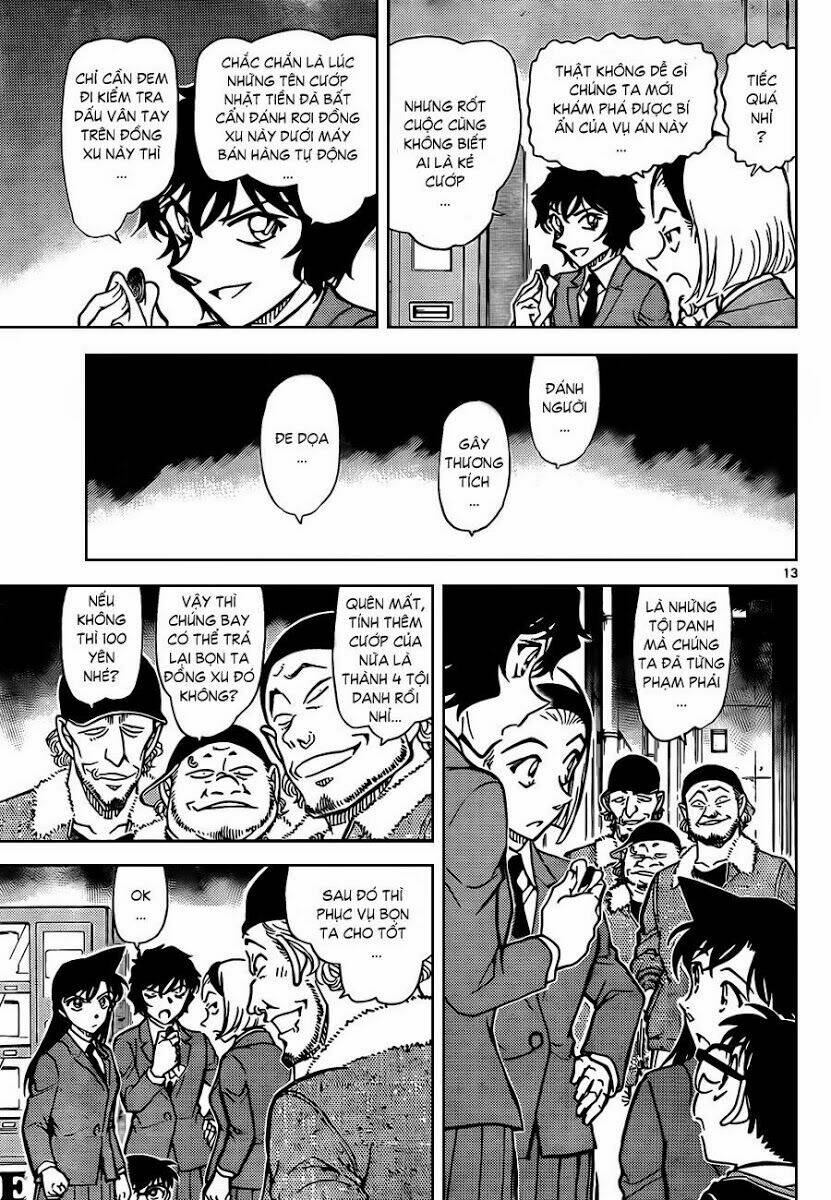 TIẾC
QUÁ
NHỈ
?
THẬT KHÔNG DỄ GÌ
CHÚNG TA MỚI
KHÁM PHÁ ĐƯỢC BÍ
ẨN CỦA VỤ ÁN NÀY
...
NHƯNG RỐT
CUỘC CŨNG
KHÔNG BIẾT
AI LÀ KẺ
CƯỚP
...
CHẮC CHẮN LÀ LÚC
NHỮNG TÊN CƯỚP
NHẶT TIỀN ĐÃ BẤT
CẨN ĐÁNH RƠI ĐỒNG
XU NÀY DƯỚI MÁY
BÁN HÀNG TỰ ĐỘNG
...
CHỈ CẦN ĐEM
ĐI KIỂM TRA
DẤU VÂN TAY
TRÊN ĐỒNG
XU NÀY THÌ
...
ĐÁNH
NGƯỜI
...
GÂY
THƯƠNG
TÍCH
...
ĐE DỌA
...
13
LÀ NHỮNG
TỘI DANH
MÀ CHÚNG
TA ĐÃ TỪNG
PHẠM PHẢI
...
QUÊN MẤT,
TÍNH THÊM
CƯỚP CỦA
NỮA LÀ
THÀNH 4 TỘI
DANH RỒI
NHỈ...
VẬY THÌ
CHÚNG BAY
CÓ THỂ TRẢ
LẠI BỌN TA
ĐỒNG XU ĐÓ
KHÔNG?
NẾU
KHÔNG
THÌ 100
YÊN
NHÉ?
SAU ĐÓ THÌ
PHỤC VỤ BỌN
TA CHO TỐT
...
OK
...
E